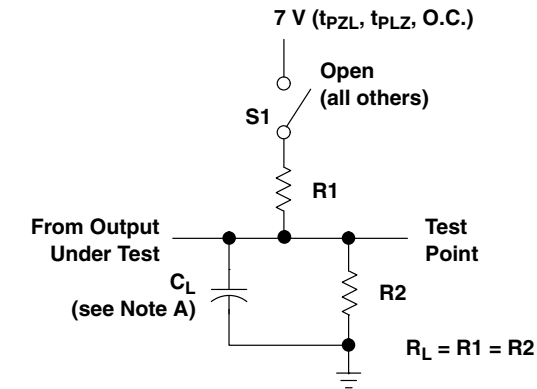 7 V (tPZL, tPLZ, O.C.)
Open
(all others)
S1
R1
From Output
Under Test
Test
Point
CL
(see Note A)
R2
RL = R1 = R2